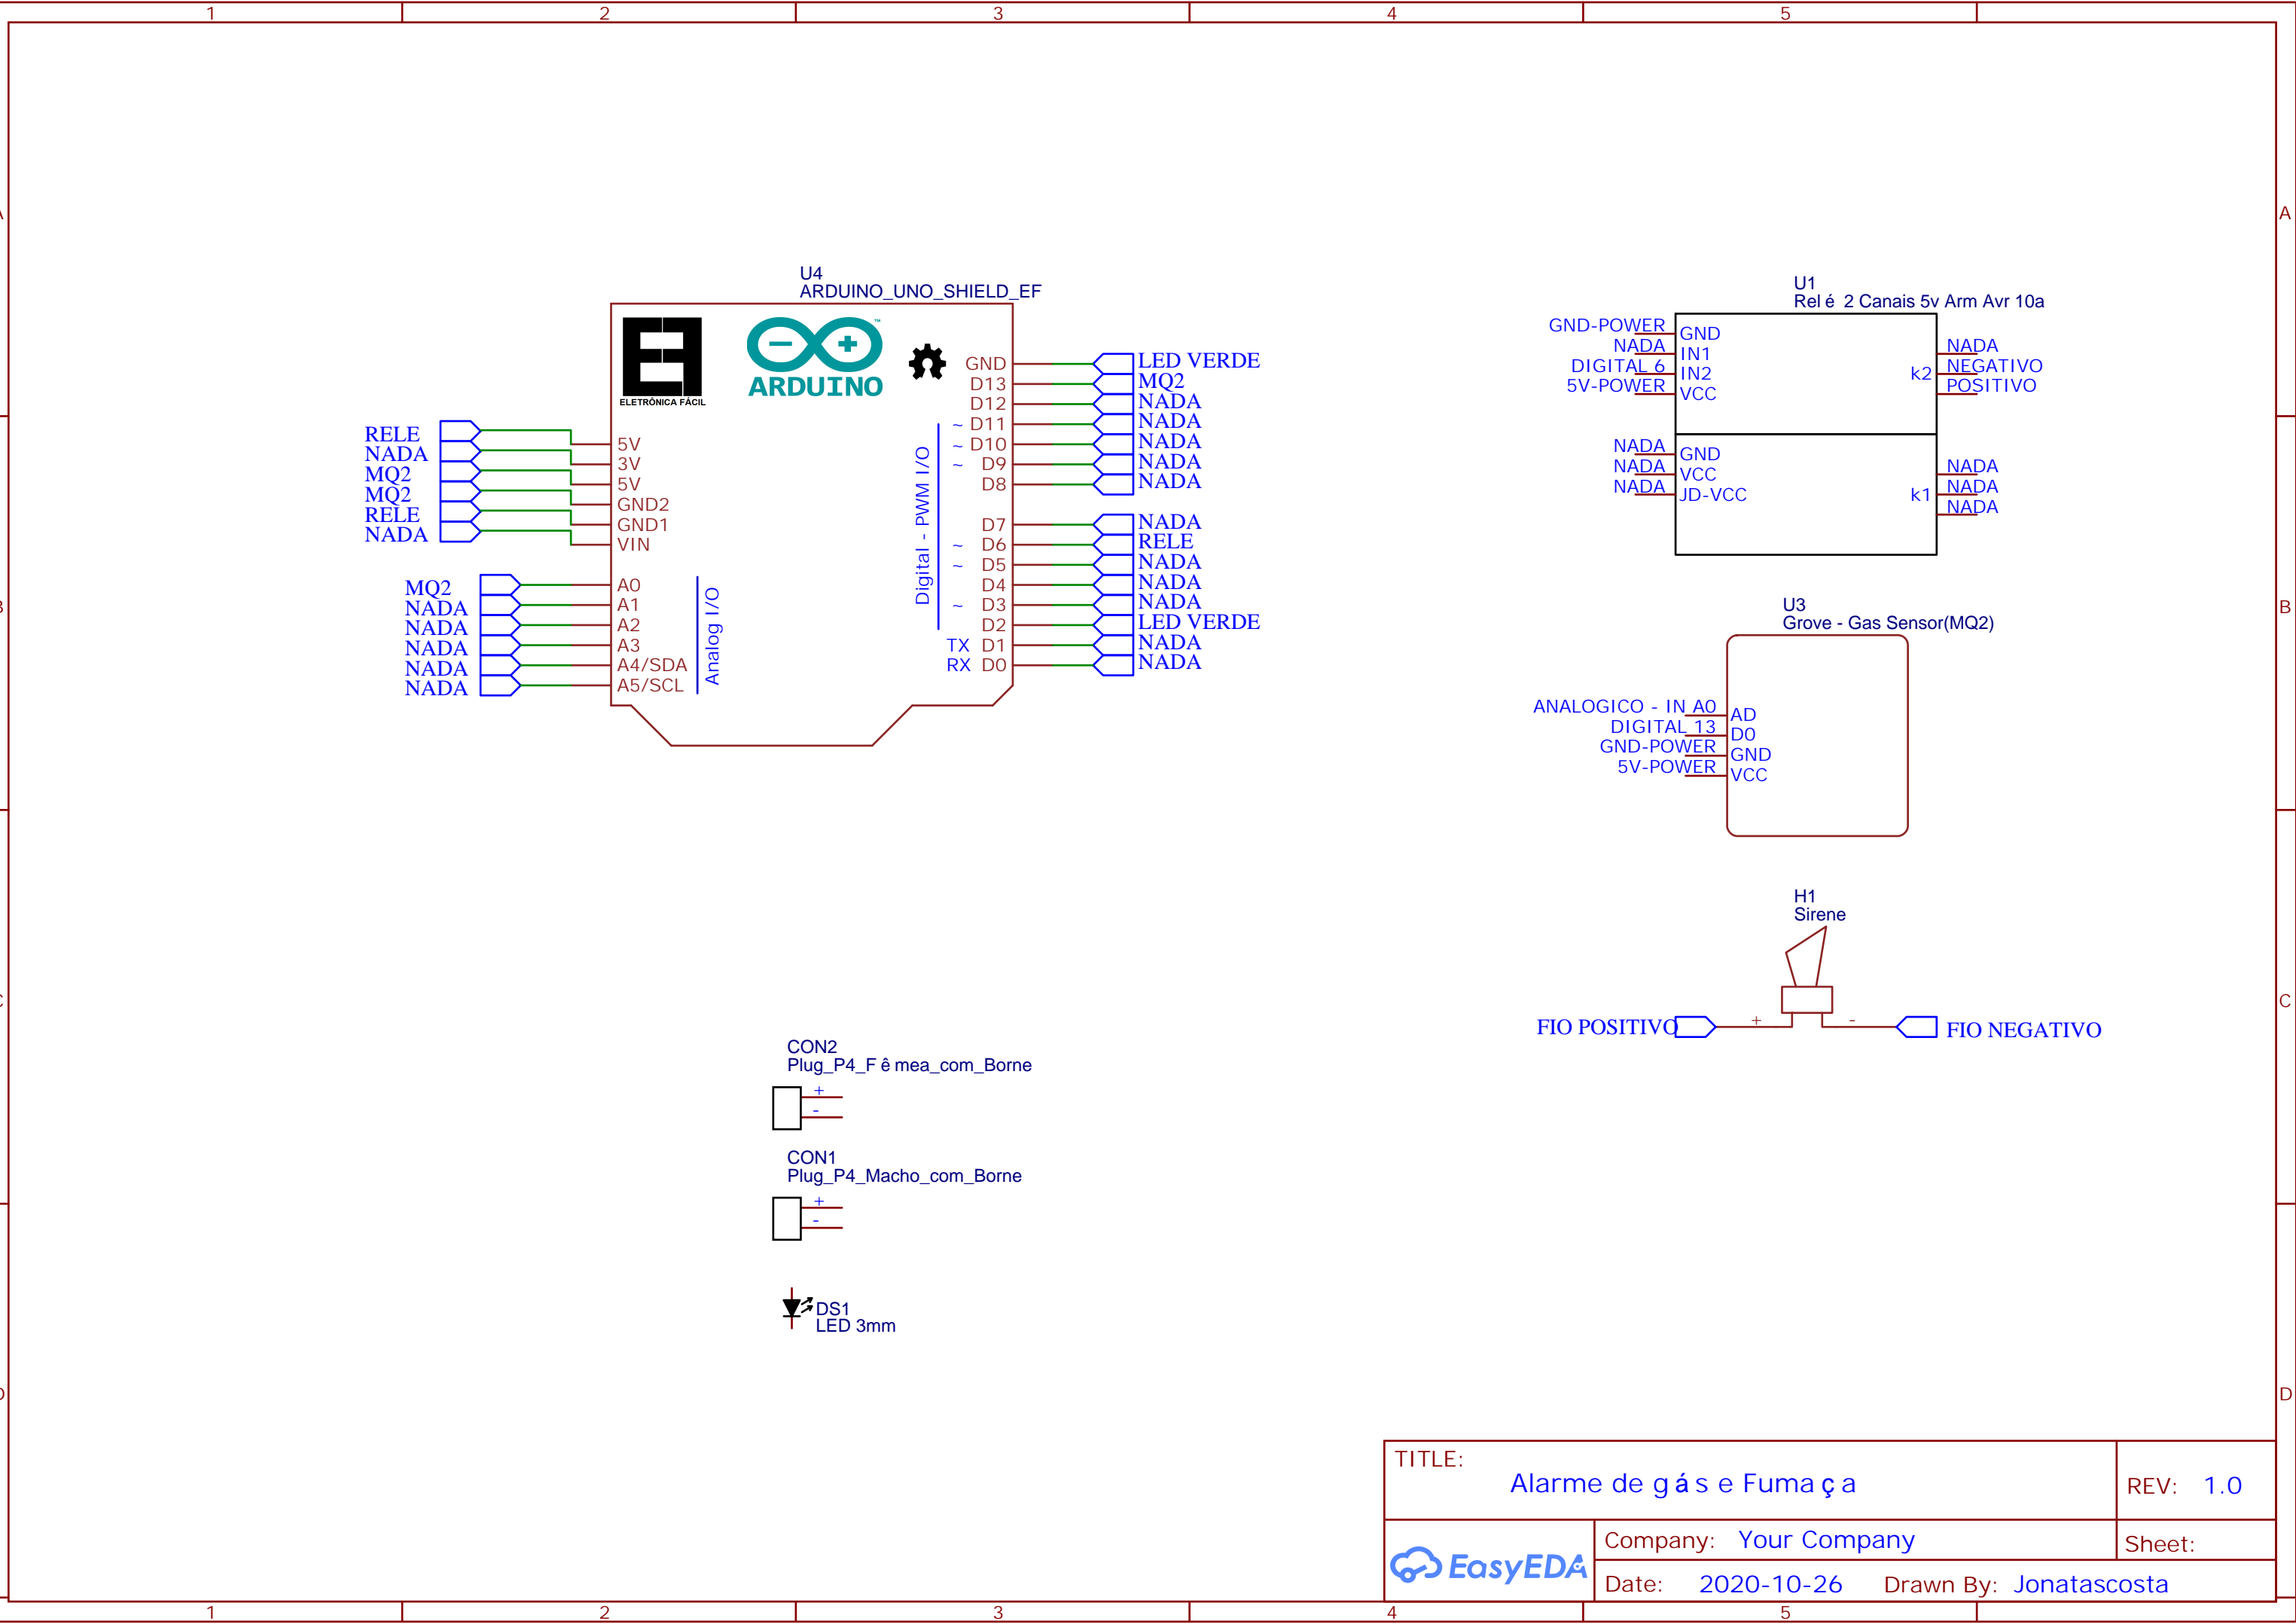 1 2 3 4 5
A
U4
ARDUINO_UNO_SHIELD_EF
ELETRÔNICA FÁCIL
ARDUINO
™
RELE 5V
NADA 3V
MQ2 5V
MQ2 GND2
RELE GND1
NADA VIN
MQ2 A0
NADA A1
NADA A2
NADA A3
NADA A4/SDA
NADA A5/SCL
Analog I/O
Digital - PWM I/O
GND LED VERDE
D13 MQ2
D12 NADA
~ D11 NADA
~ D10 NADA
~ D9 NADA
D8 NADA
D7 NADA
~ D6 RELE
~ D5 NADA
D4 NADA
~ D3 NADA
D2 LED VERDE
TX D1 NADA
RX D0 NADA
U1
Relé 2 Canais 5v Arm Avr 10a
GND-POWER GND
NADA IN1 NADA
DIGITAL 6 IN2 k2 NEGATIVO
5V-POWER VCC POSITIVO
NADA GND
NADA VCC NADA
NADA JD-VCC k1 NADA
NADA
B
U3
Grove - Gas Sensor(MQ2)
ANALOGICO - IN A0 AD
DIGITAL 13 D0
GND-POWER GND
5V-POWER VCC
H1
Sirene
C
FIO POSITIVO + - FIO NEGATIVO
CON2
Plug_P4_Fêmea_com_Borne
+
-
CON1
Plug_P4_Macho_com_Borne
+
-
DS1
LED 3mm
D
TITLE:
Alarme de gás e Fumaça
REV: 1.0
EasyEDA
Company: Your Company
Sheet:
Date: 2020-10-26 Drawn By: Jonatascosta
1 2 3 4 5